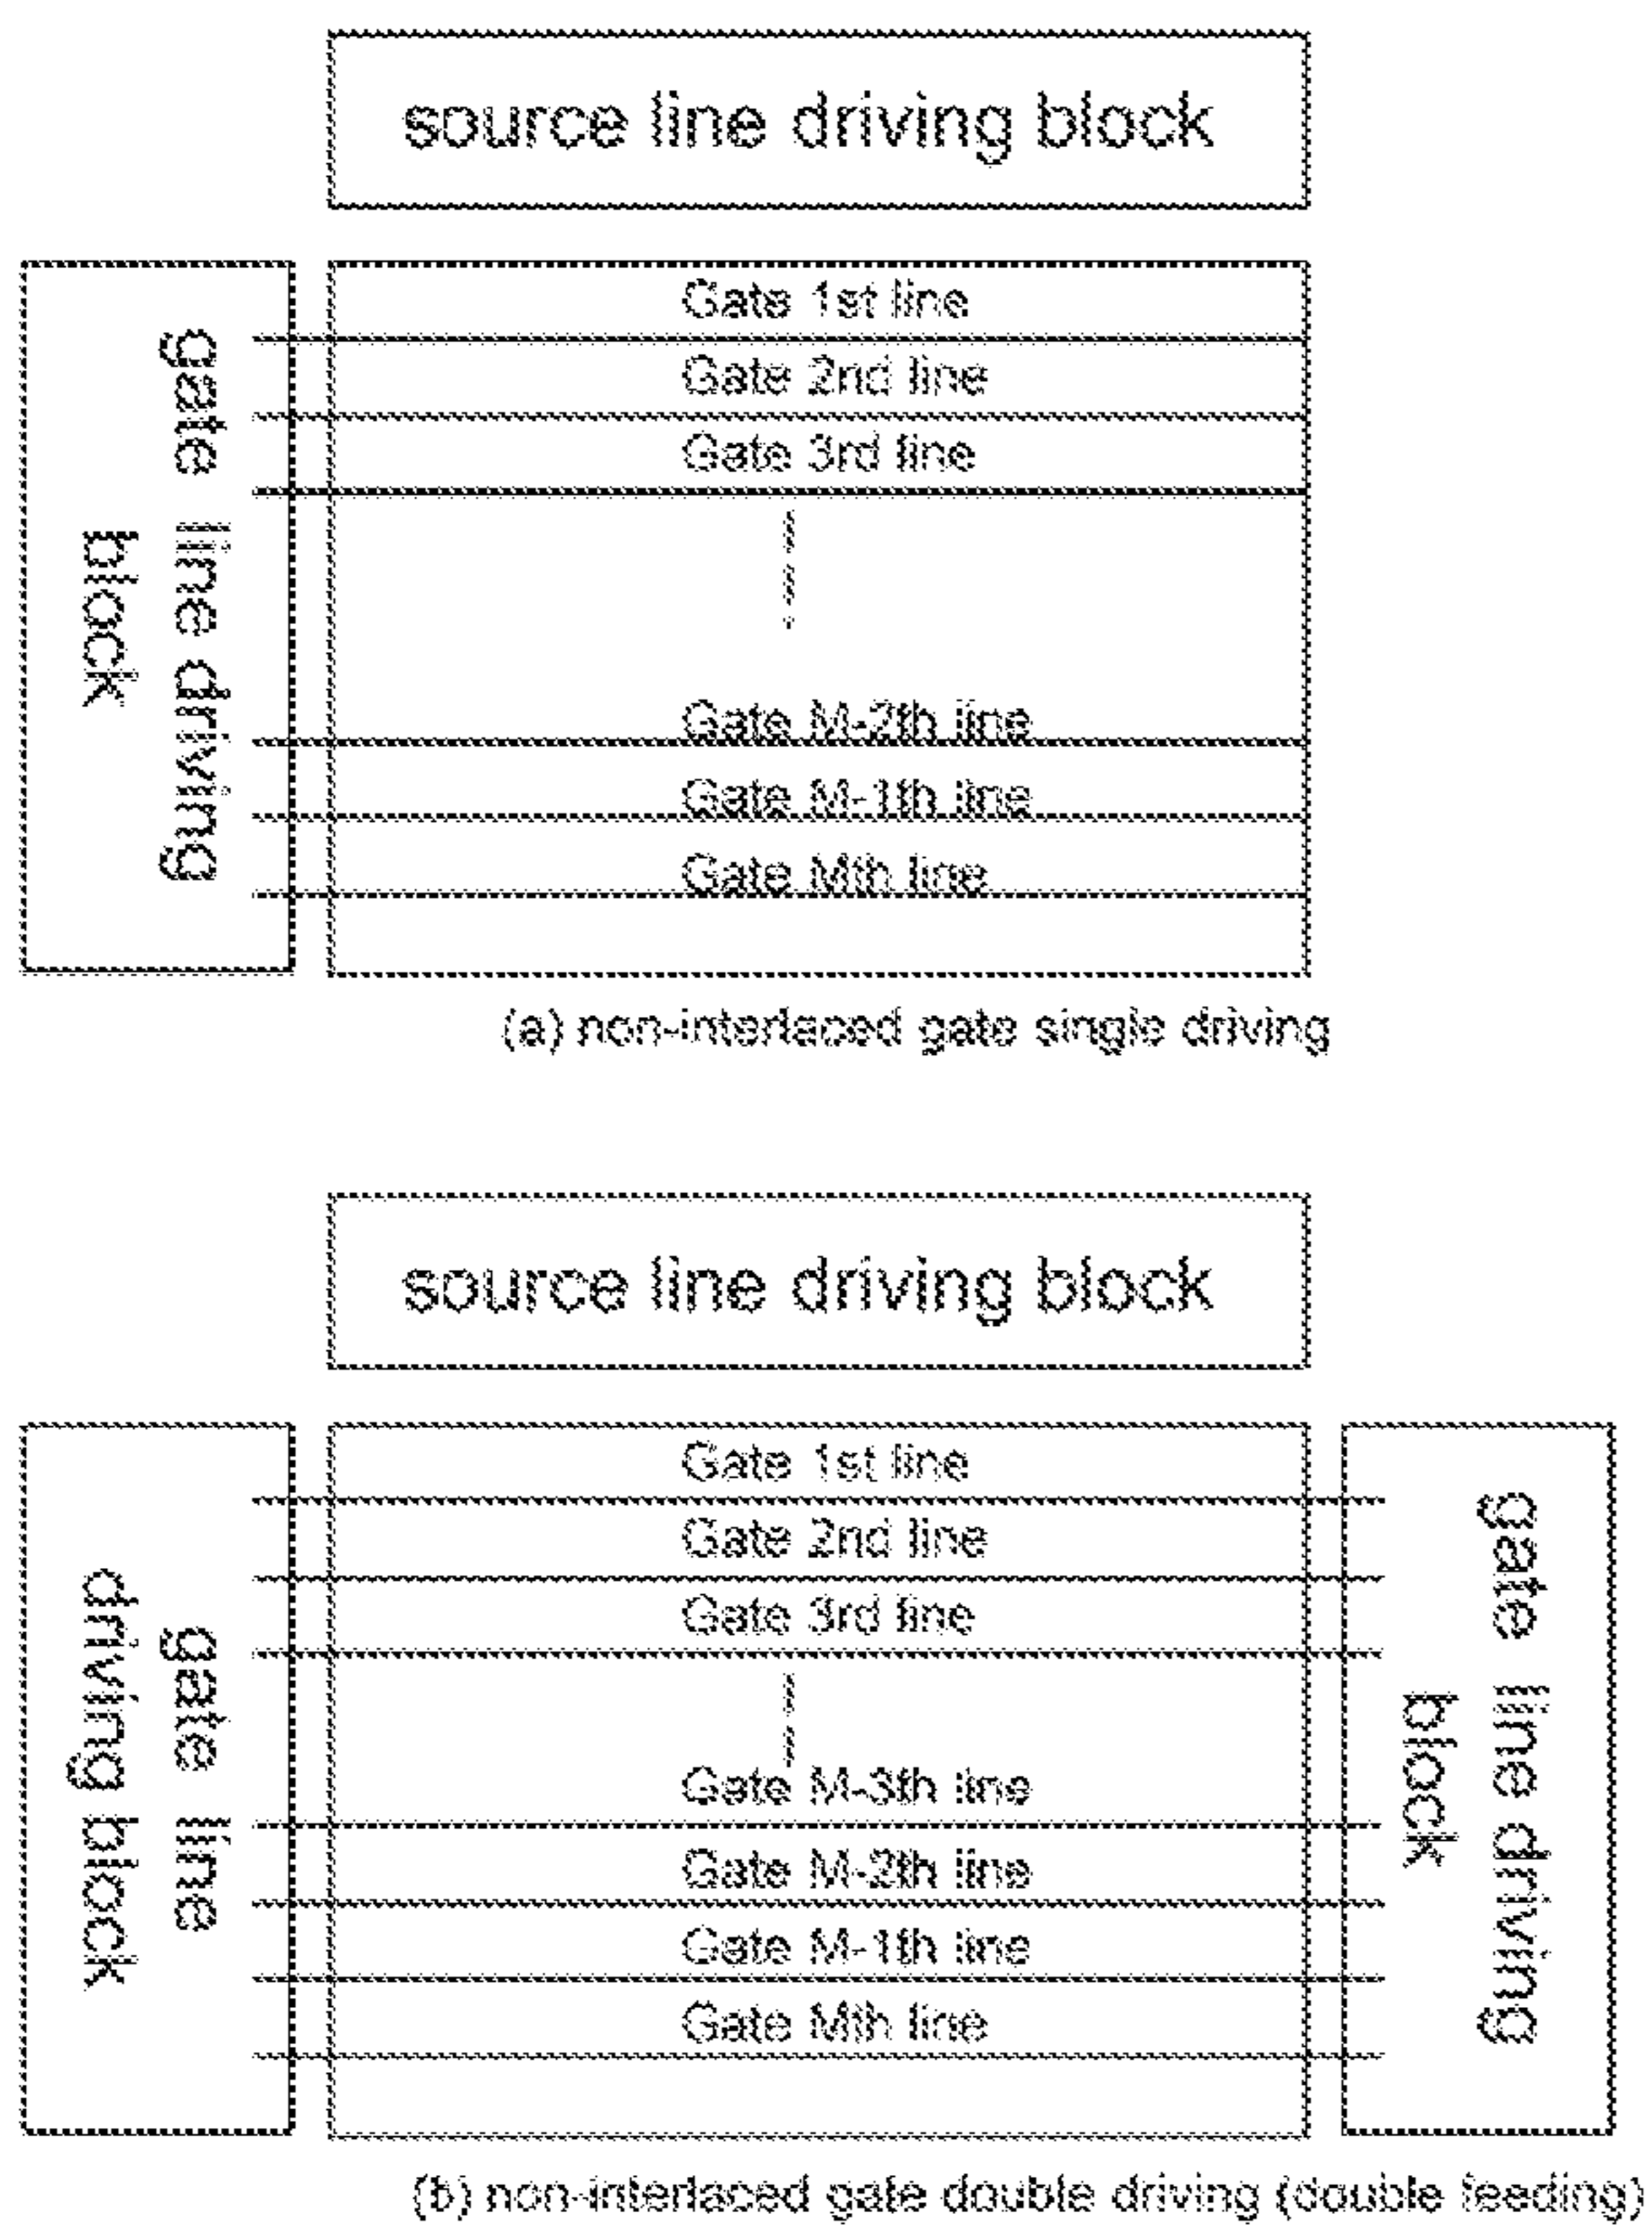 source line driving block
gate line driving
block
Gate 1st line
Gate 2nd line
Gate 3rd line
Gate M-2th line
Gate M-1th line
Gate Mth line
(a) non-interlaced gate single driving
source line driving block
gate line
driving block
Gate 1st line
Gate 2nd line
Gate 3rd line
Gate M-3th line
Gate M-2th line
Gate M-1th line
Gate Mth line
gate line driving
block
(b) non-interlaced gate double driving (double feeding)